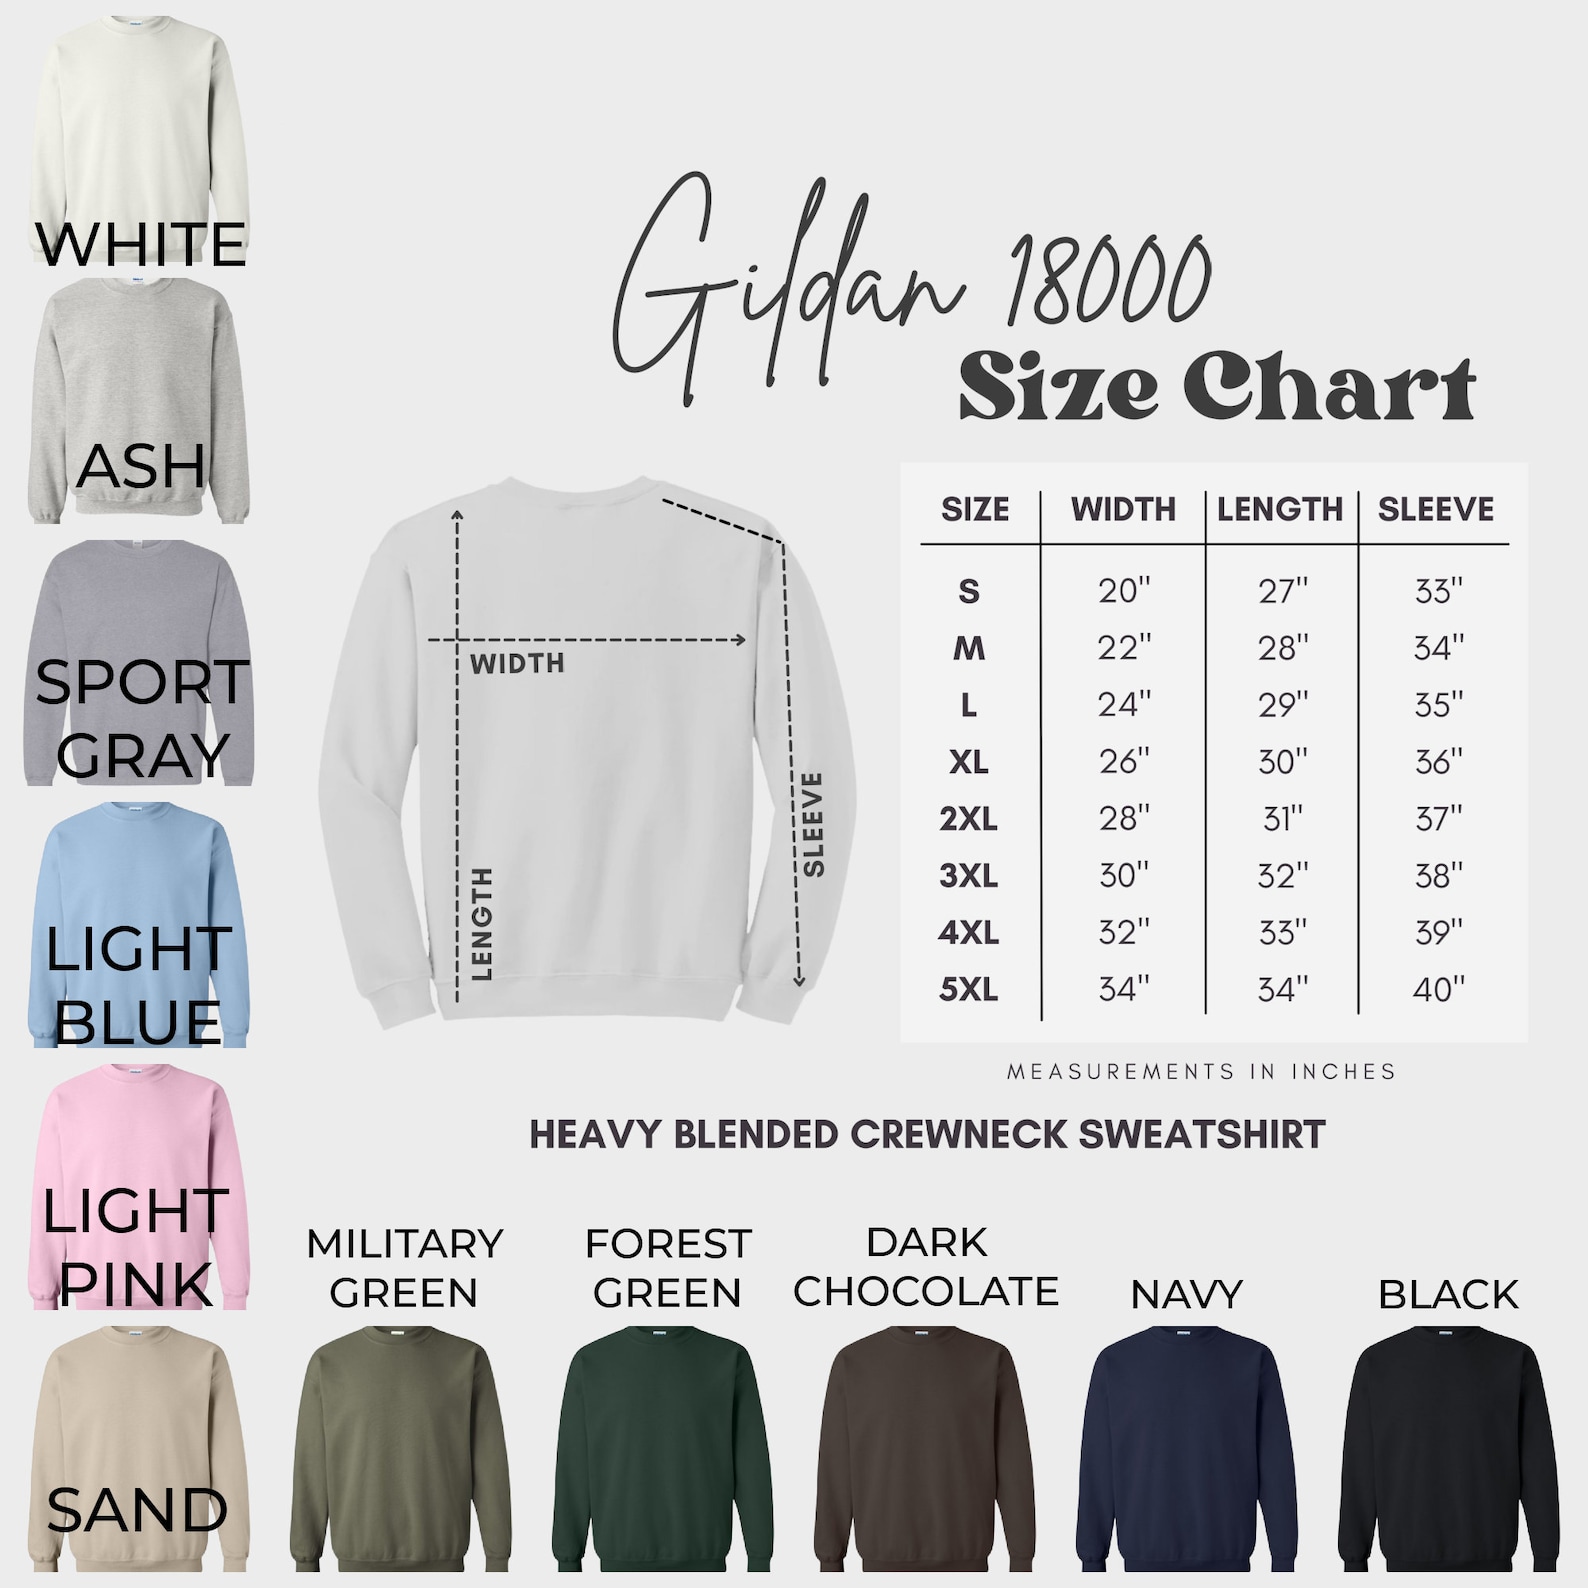 WHITE
ASH
SPORT
GRAY
LIGHT
BLUE
LIGHT
PINK
SAND
Gildan 18000
Size Chart
WIDTH
LENGTH
SLEEVE
SIZE WIDTH LENGTH SLEEVE
S 20" 27" 33"
M 22" 28" 34"
L 24" 29" 35"
XL 26" 30" 36"
2XL 28" 31" 37"
3XL 30" 32" 38"
4XL 32" 33" 39"
5XL 34" 34" 40"
MEASUREMENTS IN INCHES
HEAVY BLENDED CREWNECK SWEATSHIRT
MILITARY
GREEN
FOREST
GREEN
DARK
CHOCOLATE
NAVY
BLACK